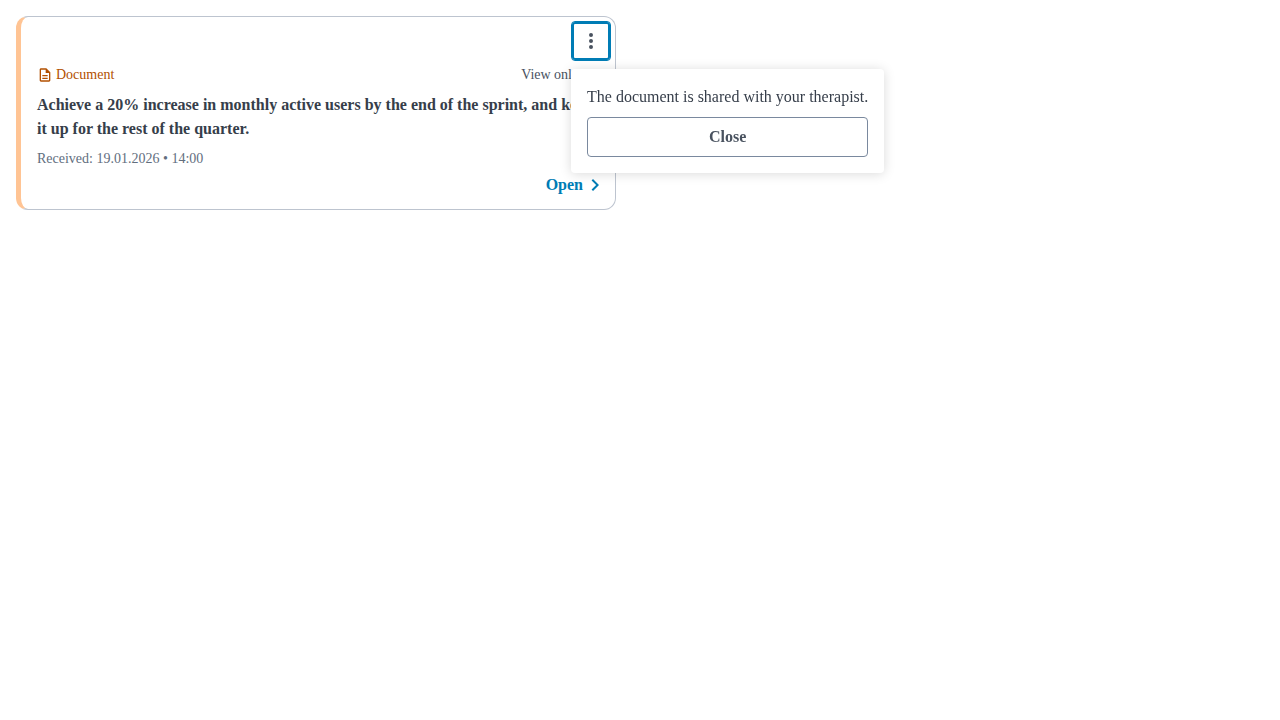 Document
View
Achieve a 20% increase in monthly active users by the end of the sprint, and
it up for the rest of the quarter.
Received: 19.01.2026 • 14:00
Open
The document is shared with your therapist.
Close